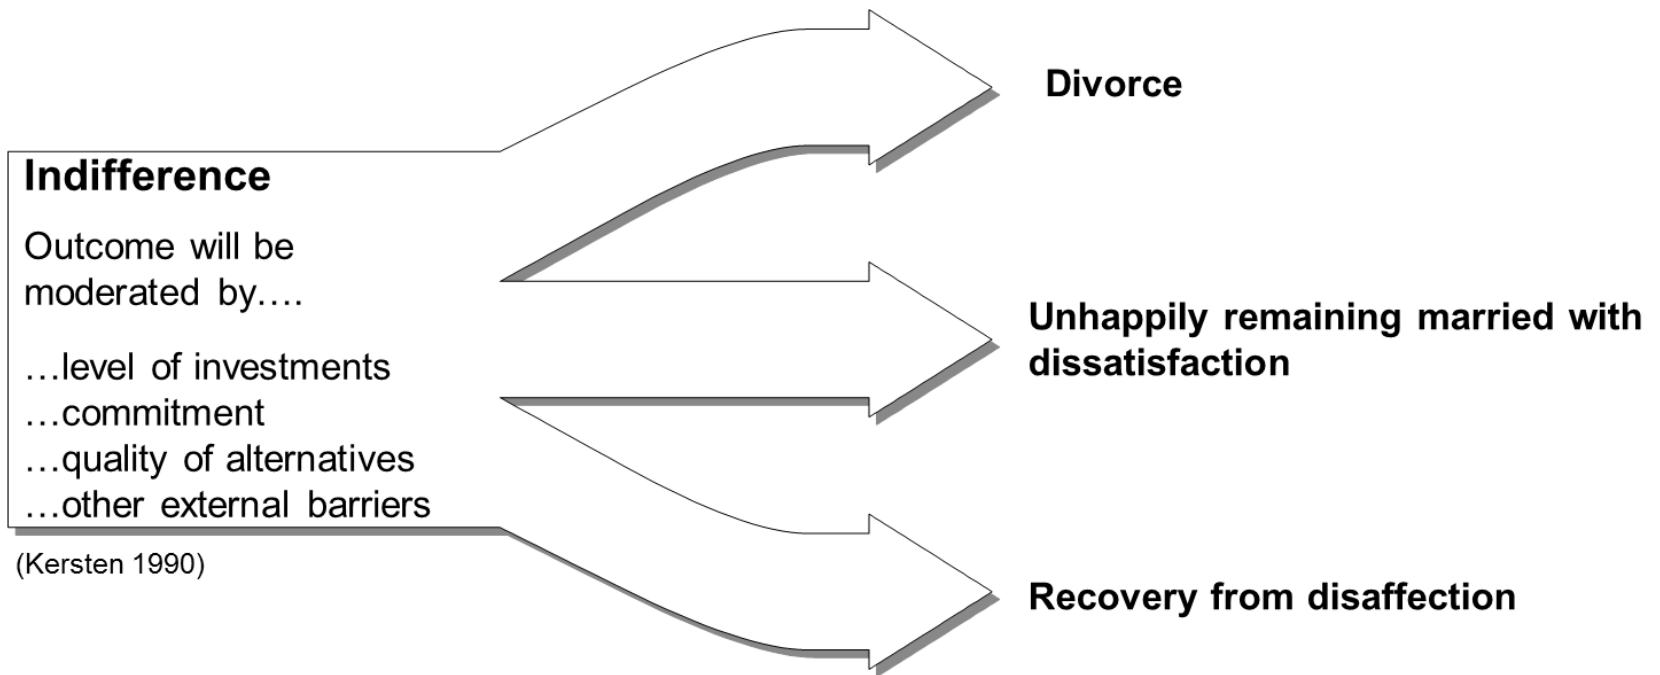 Divorce
Indifference
Outcome will be
moderated by….
…level of investments
…commitment
…quality of alternatives
…other external barriers
(Kersten 1990)
Unhappily remaining married with
dissatisfaction
Recovery from disaffection